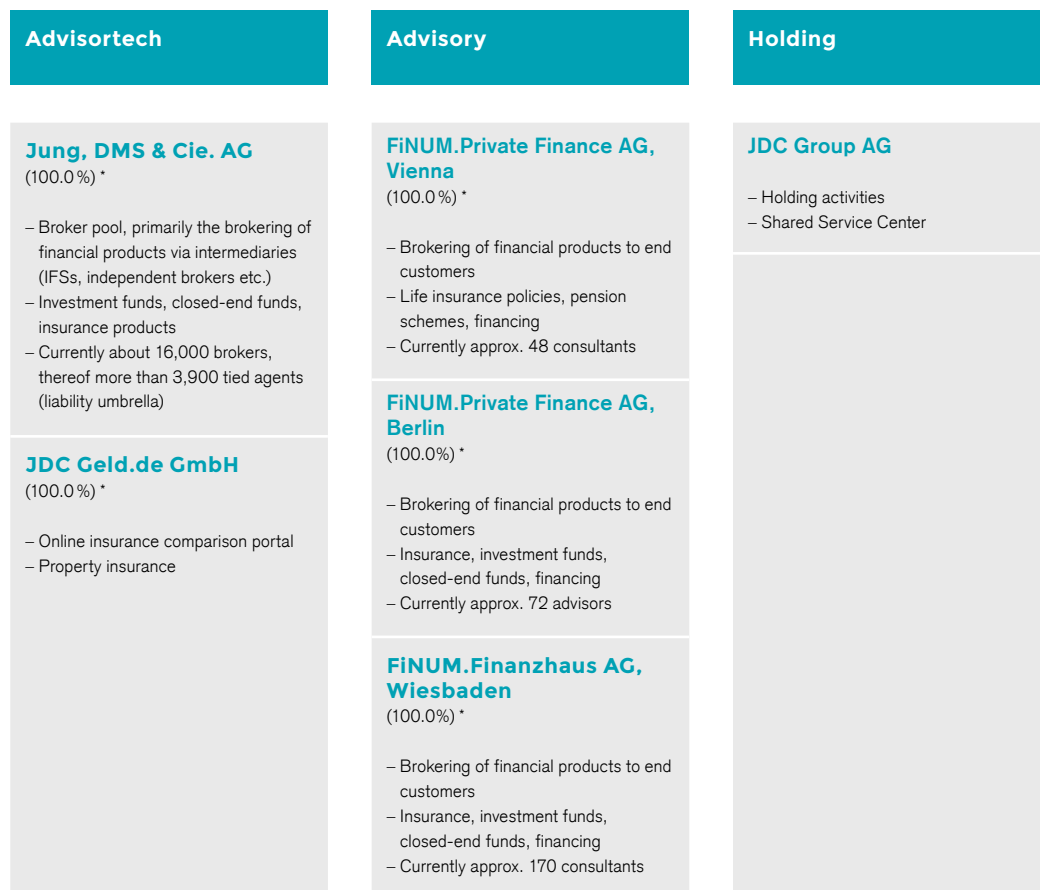 Advisortech
Jung, DMS & Cie. AG
(100.0 %) *
– Broker pool, primarily the brokering of
financial products via intermediaries
(IFSs, independent brokers etc.)
– Investment funds, closed-end funds,
insurance products
– Currently about 16,000 brokers,
thereof more than 3,900 tied agents
(liability umbrella)
JDC Geld.de GmbH
(100.0 %) *
– Online insurance comparison portal
– Property insurance
Advisory
FiNUM.Private Finance AG,
Vienna
(100.0 %) *
– Brokering of financial products to end
customers
– Life insurance policies, pension
schemes, financing
– Currently approx. 48 consultants
FiNUM.Private Finance AG,
Berlin
(100.0%) *
– Brokering of financial products to end
customers
– Insurance, investment funds,
closed-end funds, financing
– Currently approx. 72 advisors
FiNUM.Finanzhaus AG,
Wiesbaden
(100.0%) *
– Brokering of financial products to end
customers
– Insurance, investment funds,
closed-end funds, financing
– Currently approx. 170 consultants
Holding
JDC Group AG
– Holding activities
– Shared Service Center